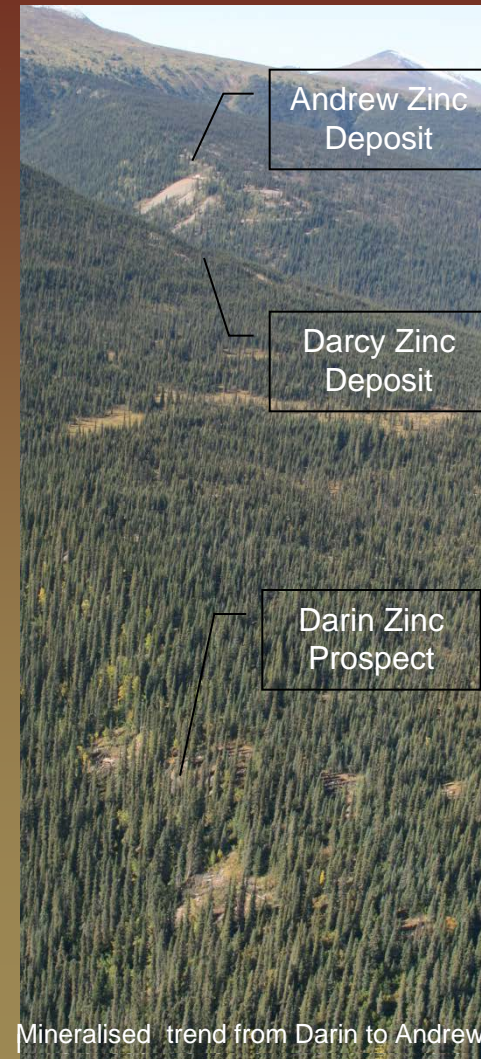 Andrew Zinc
Deposit
Darcy Zinc
Deposit
Darin Zinc
Prospect
Mineralised trend from Darin to Andrew